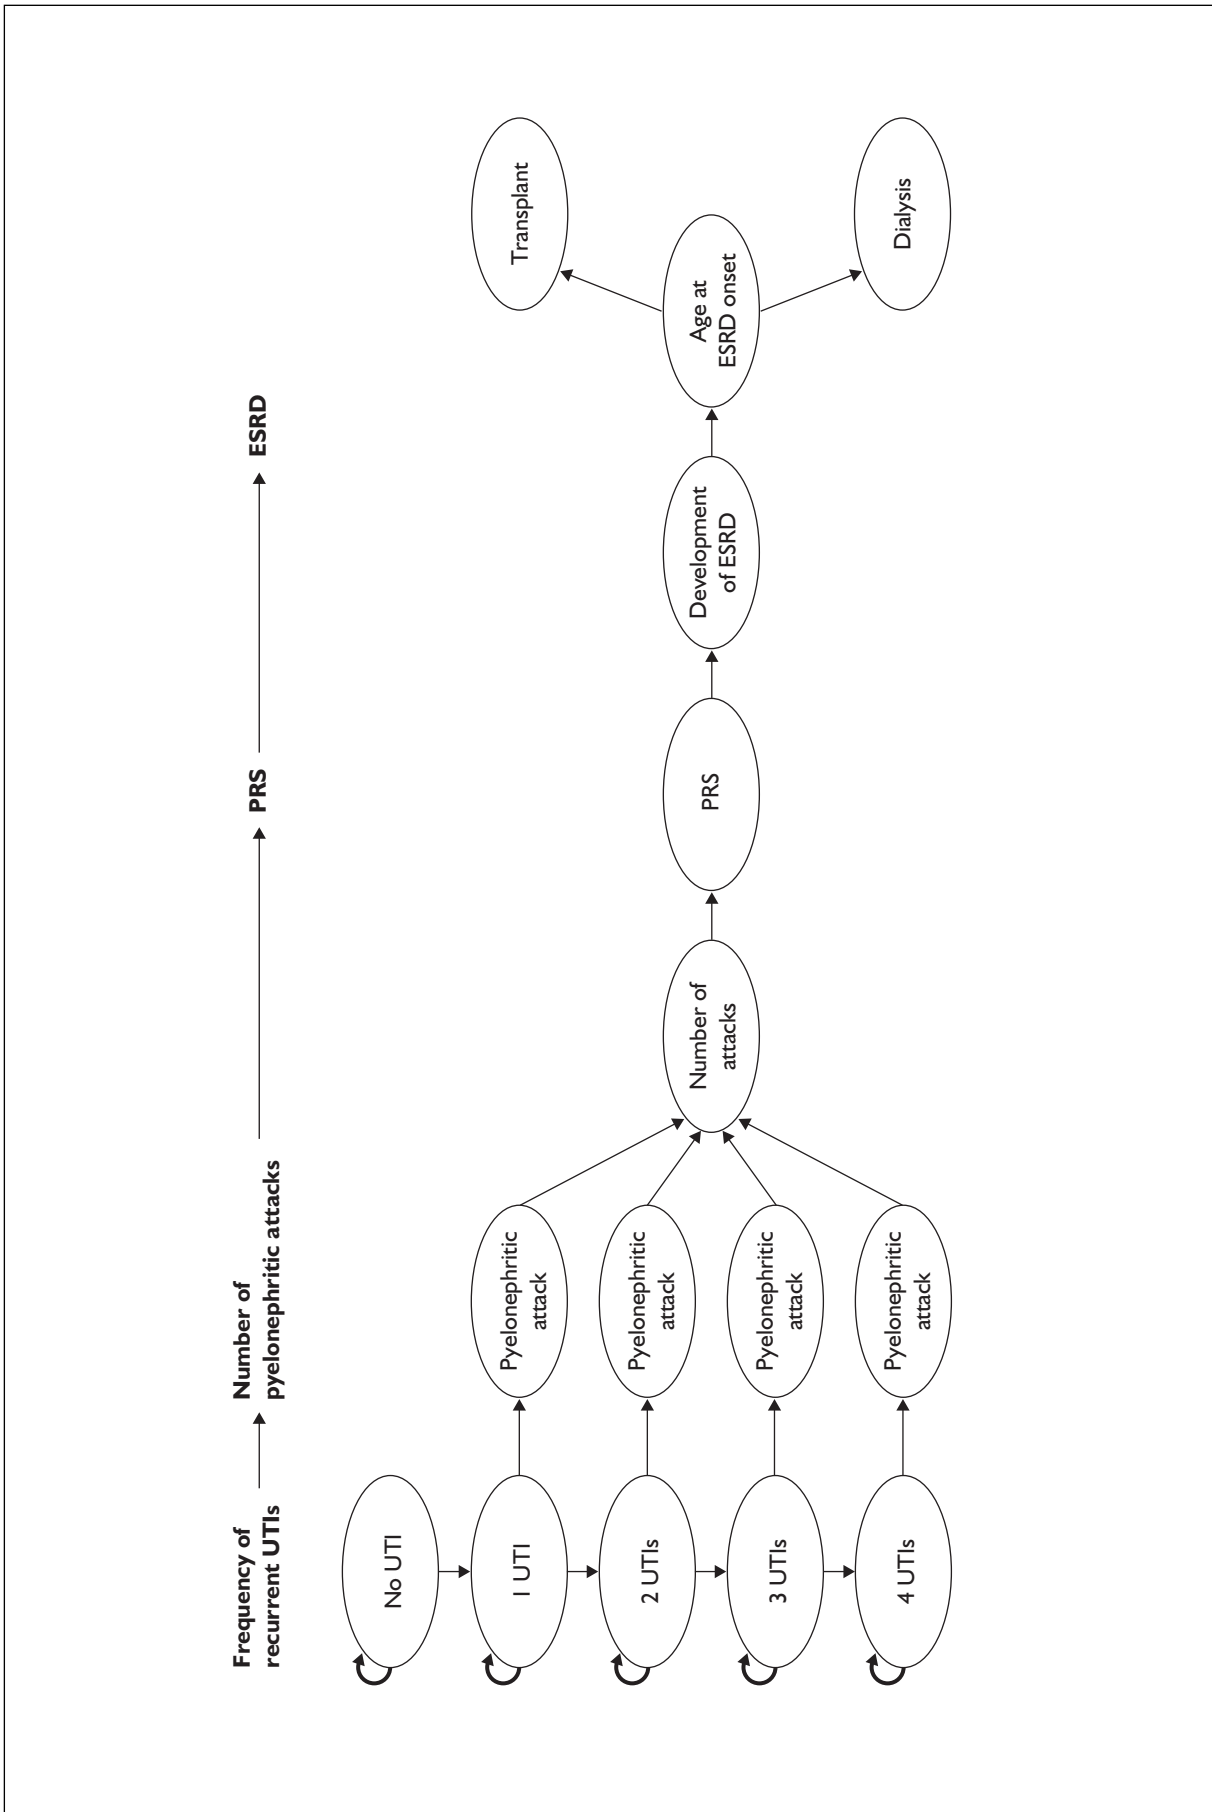 Frequency of
recurrent UTIs
Number of
pyelonephritic attacks
PRS
ESRD
No UTI
1 UTI
2 UTIs
3 UTIs
4 UTIs
Pyelonephritic
attack
Pyelonephritic
attack
Pyelonephritic
attack
Pyelonephritic
attack
Number of
attacks
PRS
Development
of ESRD
Age at
ESRD onset
Transplant
Dialysis